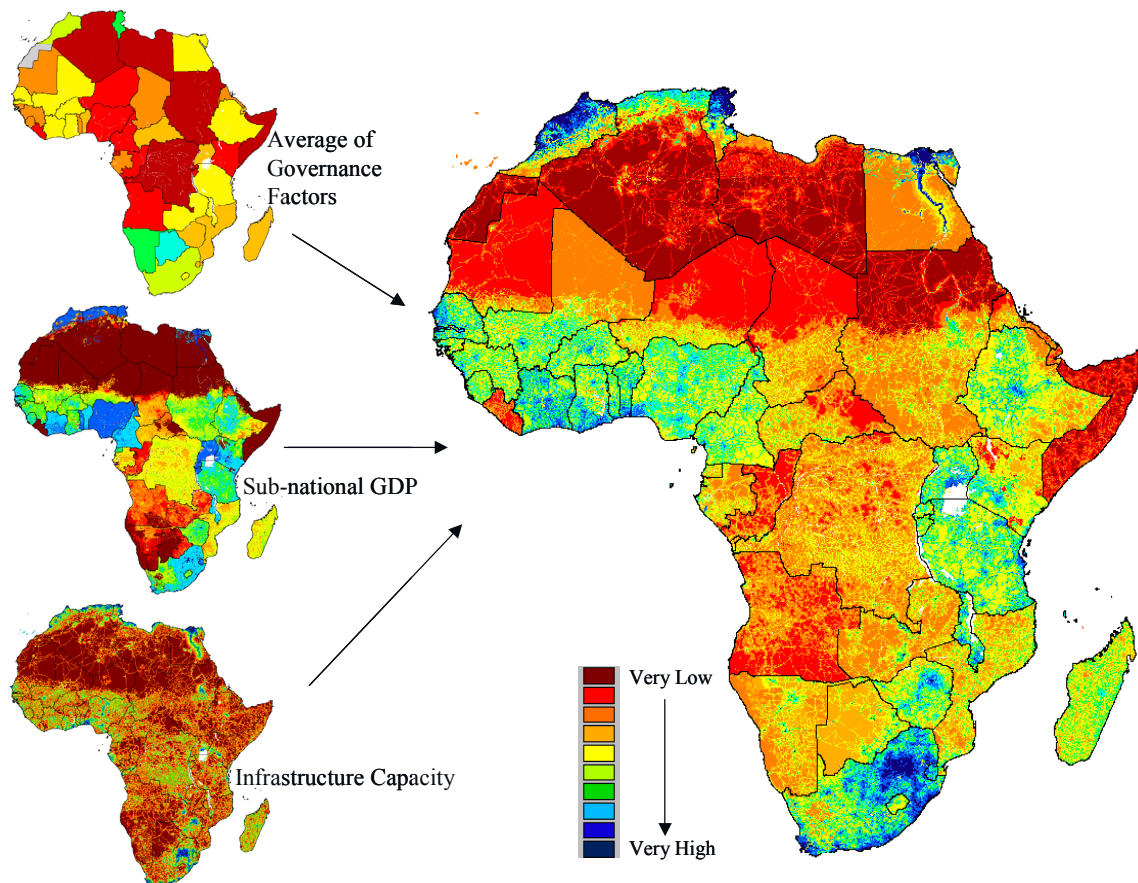 Average of
Governance
Factors
Sub-national GDP
Infrastructure Capacity
Very Low
Very High